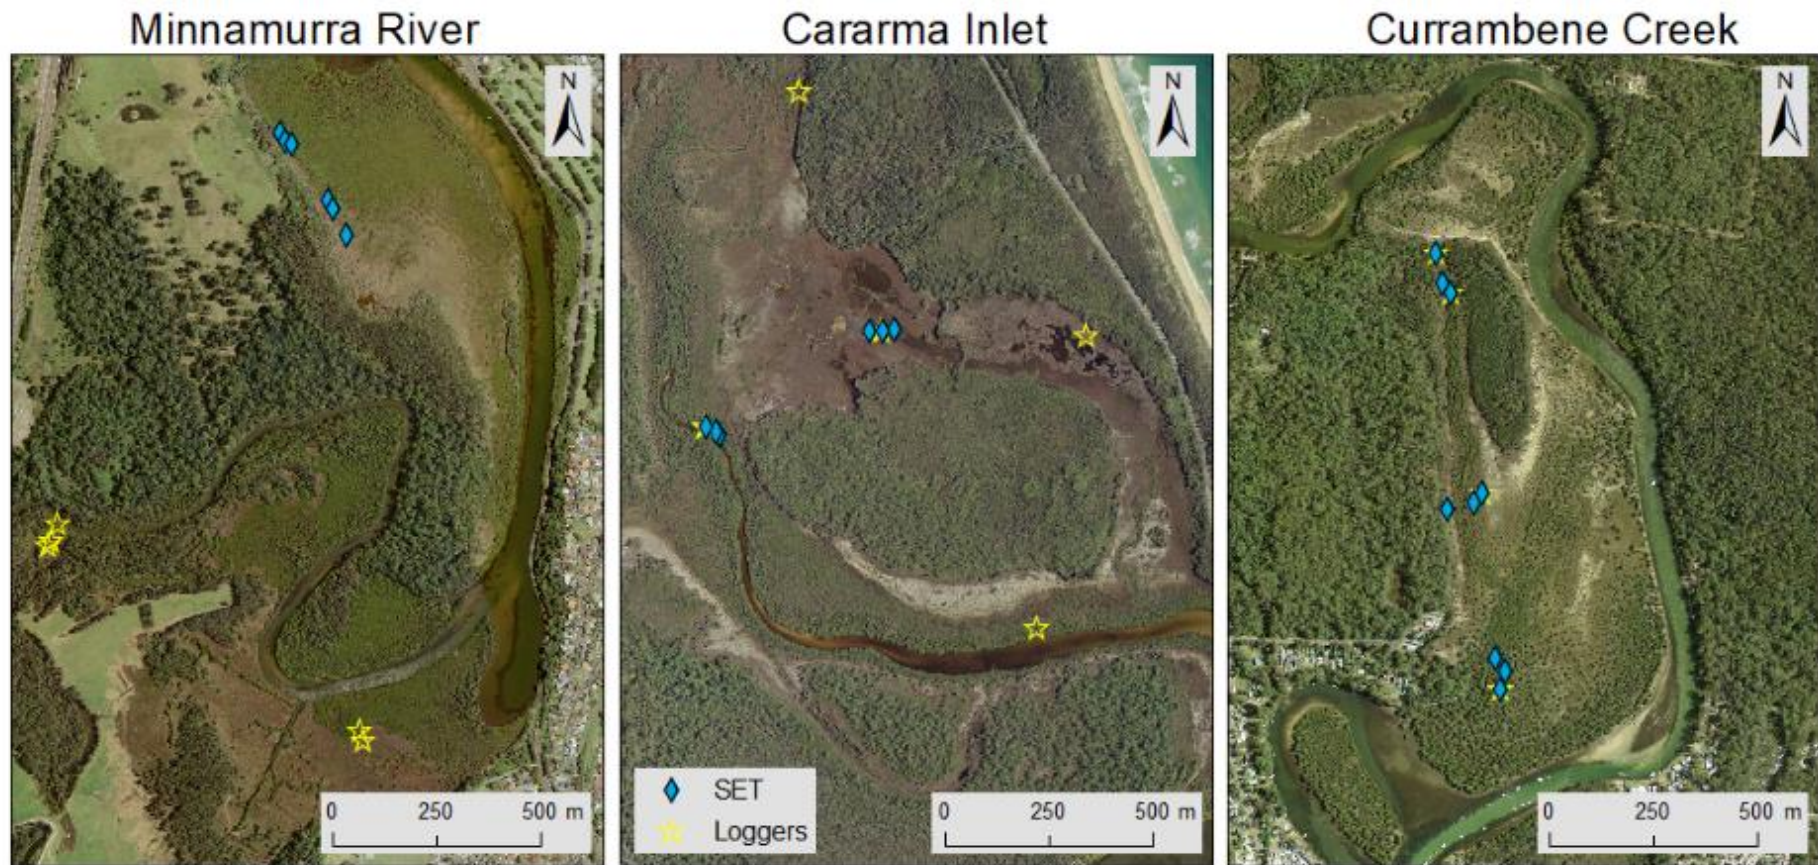 Minnamurra River
Cararma Inlet
Currambene Creek
N
N
N
SET
Loggers
0 250 500 m
0 250 500 m
0 250 500 m